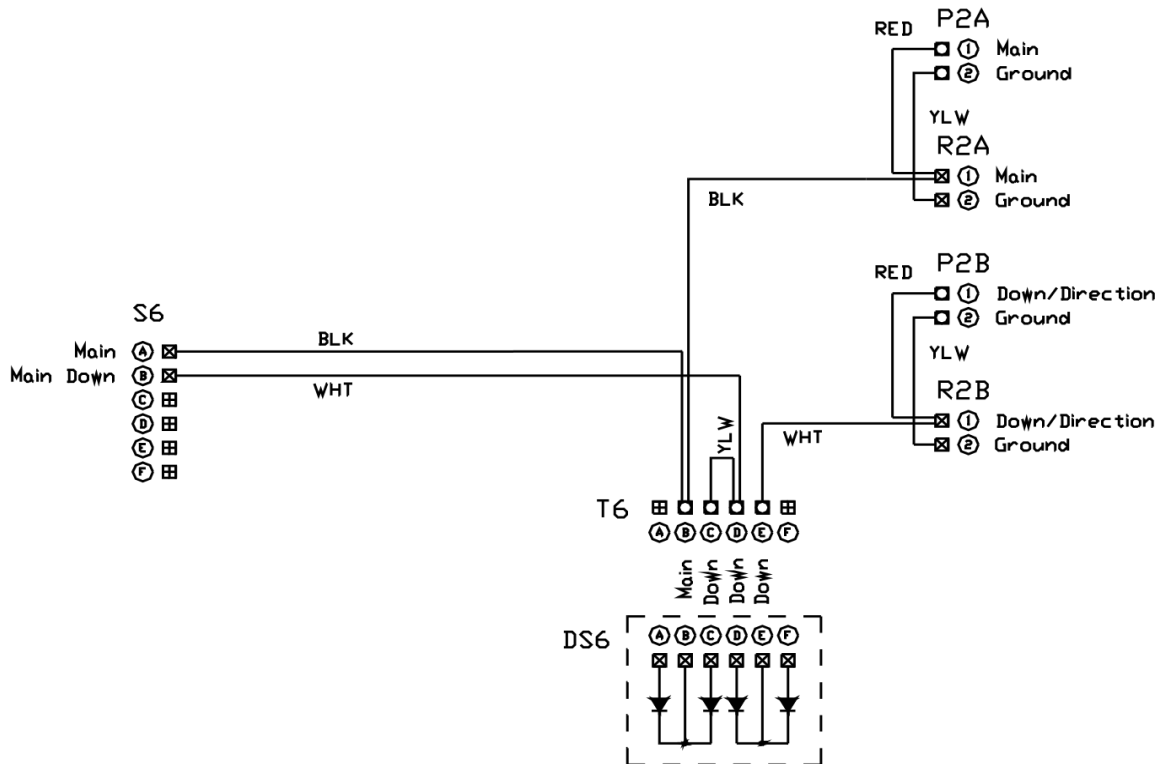 P2A
RED
1 Main
2 Ground
YLW
R2A
1 Main
2 Ground
BLK
P2B
RED
1 Down/Direction
2 Ground
YLW
R2B
1 Down/Direction
2 Ground
WHT
S6
Main A
Main Down B
C
D
E
F
BLK
WHT
YLW
T6
A B C D E F
Main
Down
Down
Down
DS6
A B C D E F